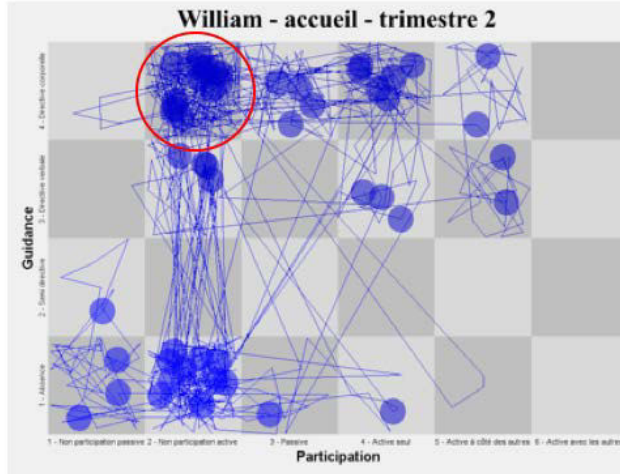 William - accueil - trimestre 2
Guidance
4 - Directive corporelle
3 - Directive verbale
2 - Semi directive
1 - Absence
1 - Non participation passive
2 - Non participation active
3 - Passive
4 - Active seul
5 - Active à côté des autres
6 - Active avec les autres
Participation